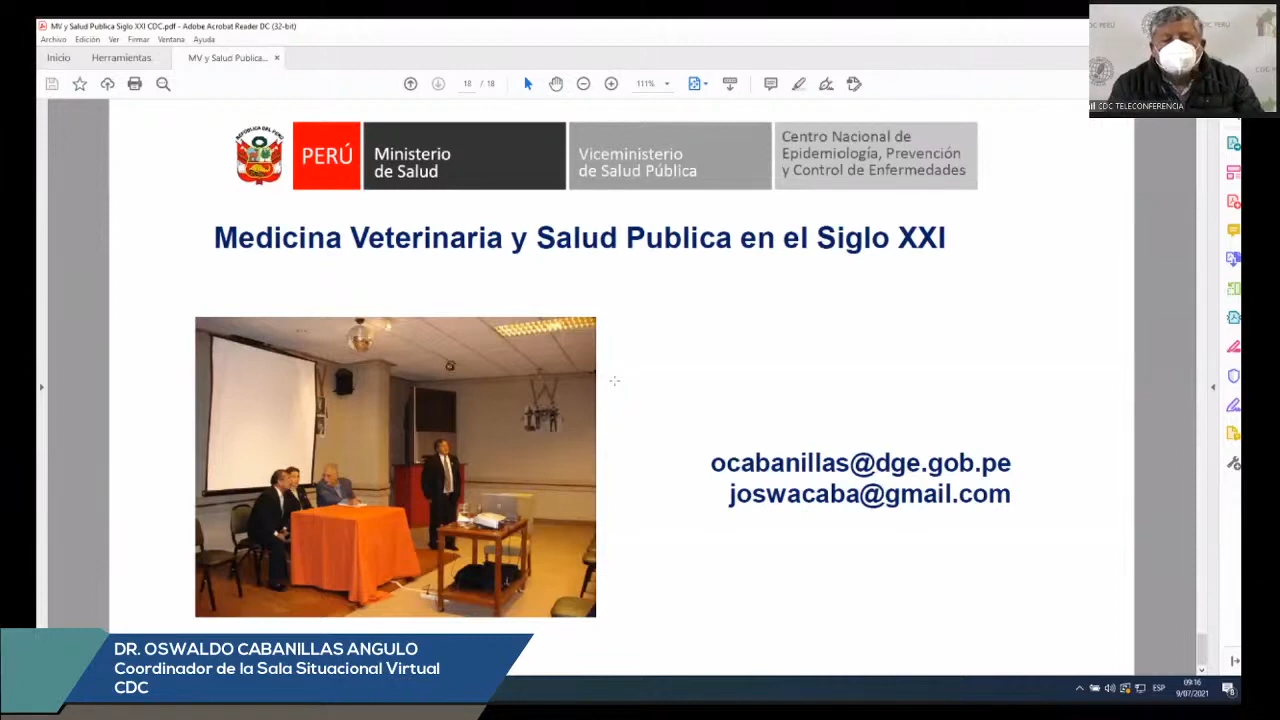 MV y Salud Publica Siglo XXI CDC.pdf - Adobe Acrobat Reader DC (32-bit)
Archivo Edición Ver Firmar Ventana Ayuda
Inicio Herramientas MV y Salud Publica... ×
18 / 18 111%
CDC TELECONFERENCIA
REPÚBLICA DEL PERÚ
PERÚ
Ministerio
de Salud
Viceministerio
de Salud Pública
Centro Nacional de
Epidemiología, Prevención
y Control de Enfermedades
Medicina Veterinaria y Salud Publica en el Siglo XXI
ocabanillas@dge.gob.pe
joswacaba@gmail.com
DR. OSWALDO CABANILLAS ANGULO
Coordinador de la Sala Situacional Virtual
CDC
ESP
09:16
9/07/2021